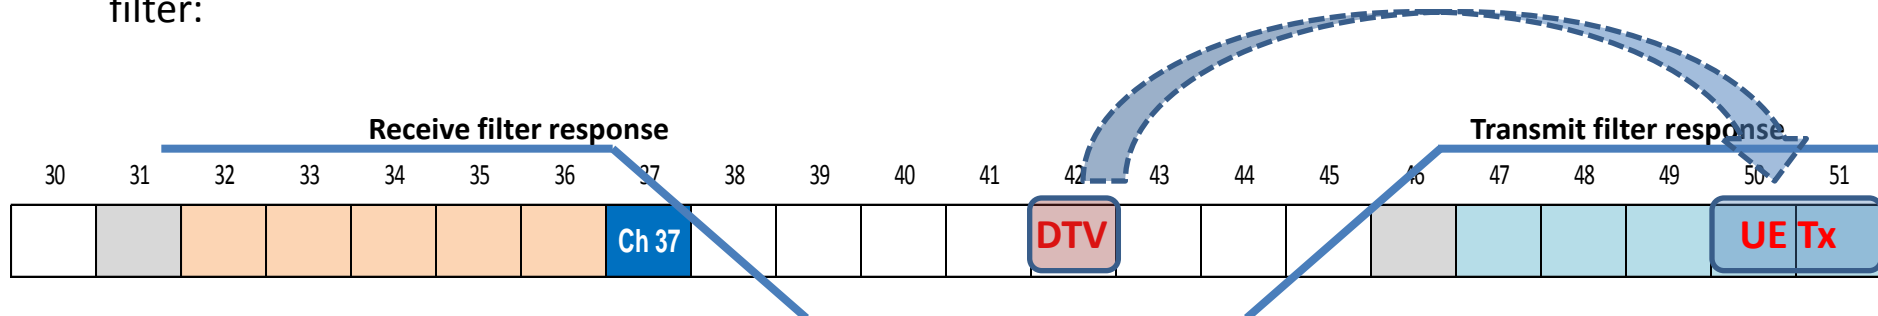 filter:
Receive filter response
Transmit filter response
30 31 32 33 34 35 36 37 38 39 40 41 42 43 44 45 46 47 48 49 50 51
Ch 37
DTV
UE Tx